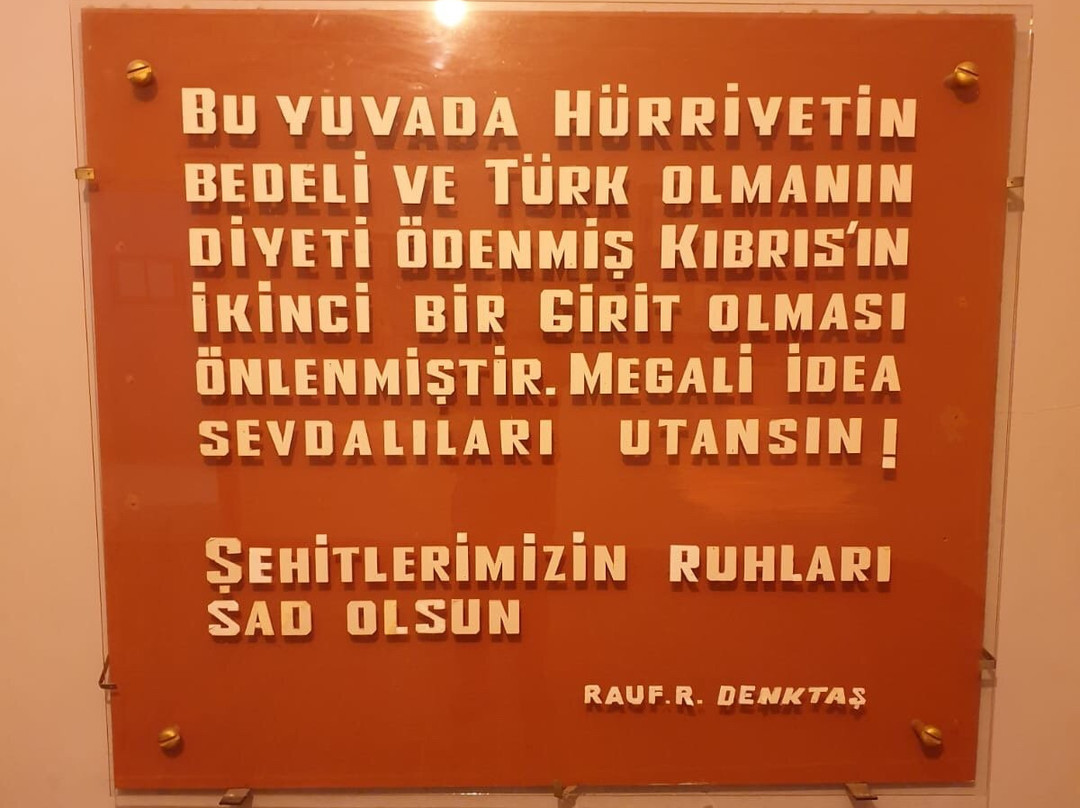 BU YUVADA HÜRRİYETİN
BEDELİ VE TÜRK OLMANIN
DİYETİ ÖDENMİŞ KIBRIS'IN
İKİNCİ BİR GİRİT OLMASI
ÖNLENMİŞTİR. MEGALİ İDEA
SEVDALILARI UTANSIN!
ŞEHİTLERİMİZİN RUHLARI
SAD OLSUN
RAUF.R. DENKTAŞ